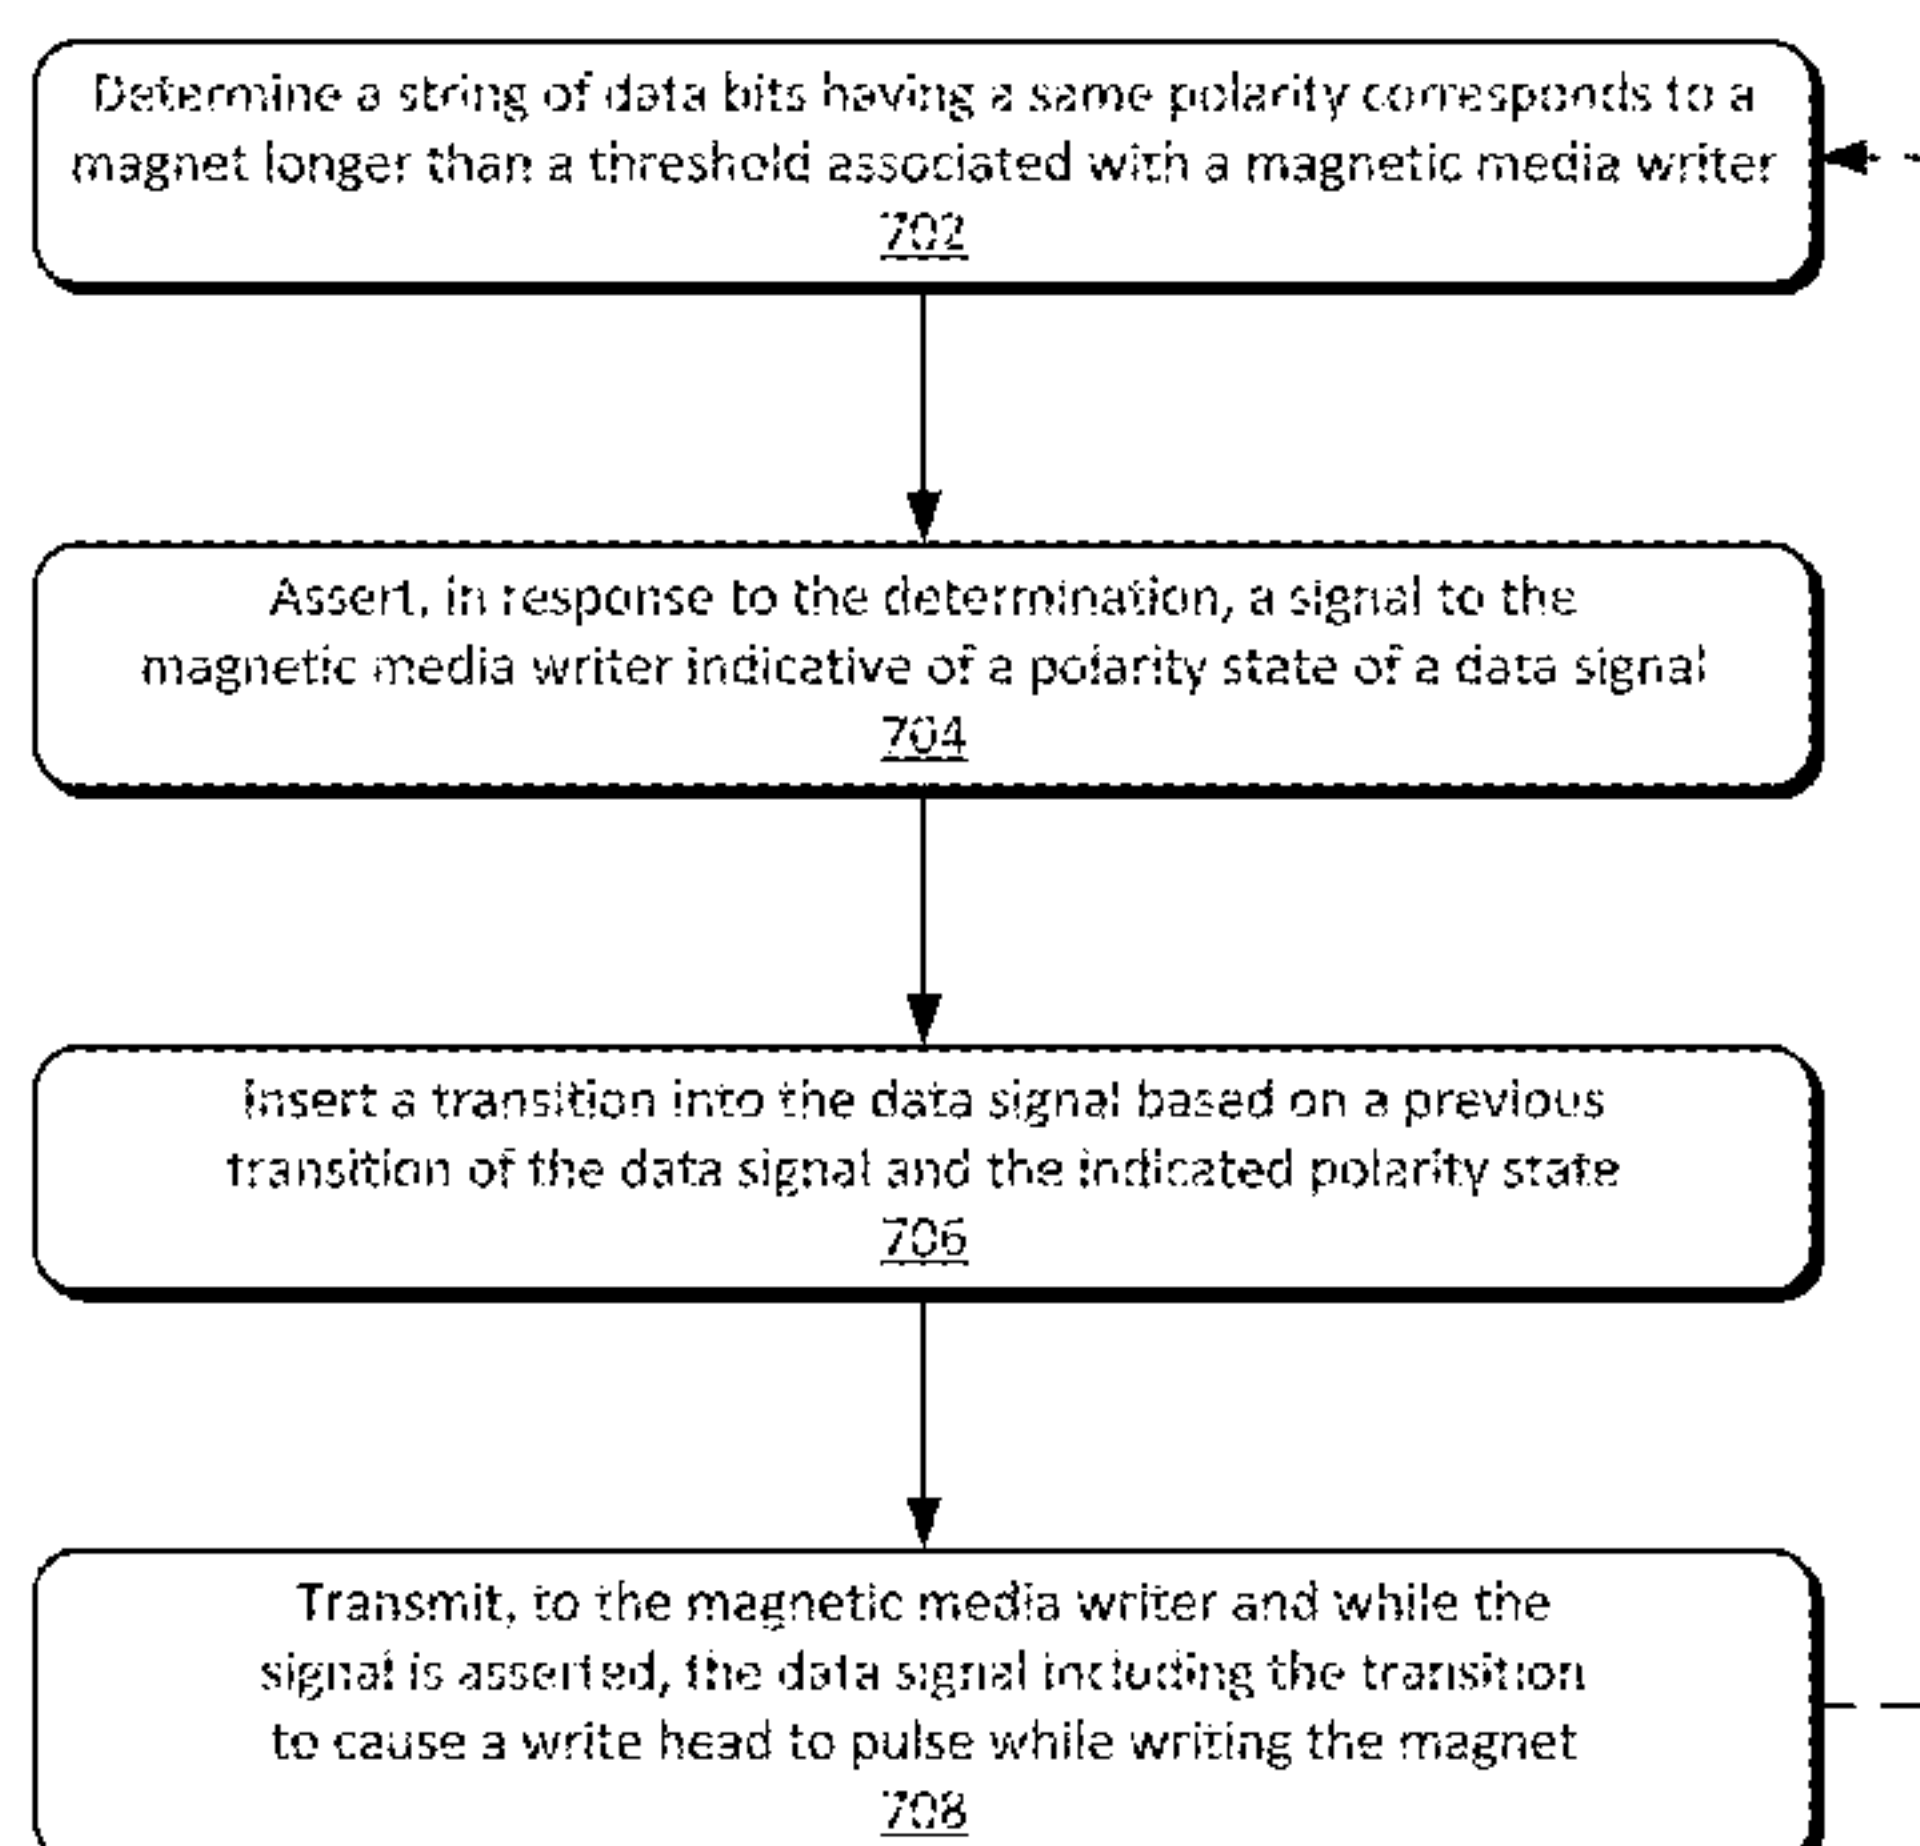 Determine a string of data bits having a same polarity corresponds to a
magnet longer than a threshold associated with a magnetic media writer
702
Assert, in response to the determination, a signal to the
magnetic media writer indicative of a polarity state of a data signal
704
Insert a transition into the data signal based on a previous
transition of the data signal and the indicated polarity state
706
Transmit, to the magnetic media writer and while the
signal is asserted, the data signal including the transition
to cause a write head to pulse while writing the magnet
708